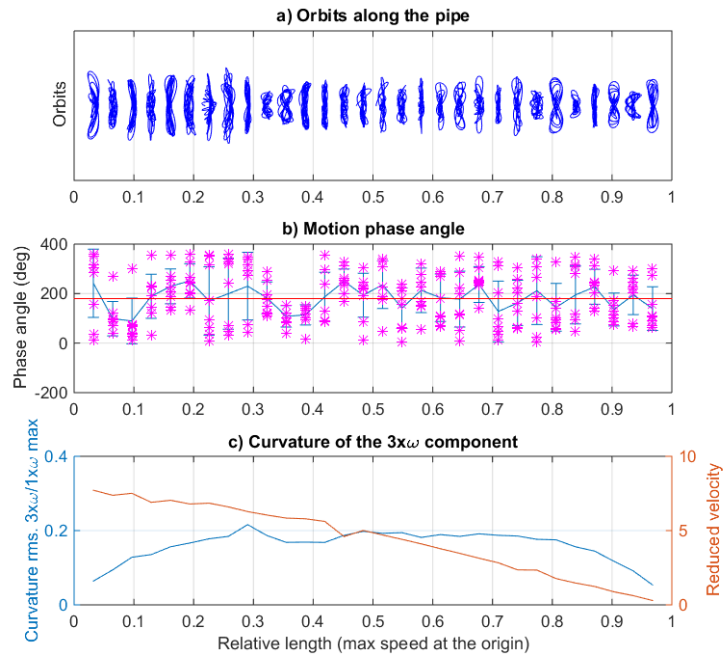 a) Orbits along the pipe
Orbits
0 0.1 0.2 0.3 0.4 0.5 0.6 0.7 0.8 0.9 1
b) Motion phase angle
Phase angle (deg)
400
200
0
-200
0 0.1 0.2 0.3 0.4 0.5 0.6 0.7 0.8 0.9 1
c) Curvature of the 3xω component
Curvature rms. 3xω/1xω max
0.4
0.2
0
10
5
0
Reduced velocity
0 0.1 0.2 0.3 0.4 0.5 0.6 0.7 0.8 0.9 1
Relative length (max speed at the origin)